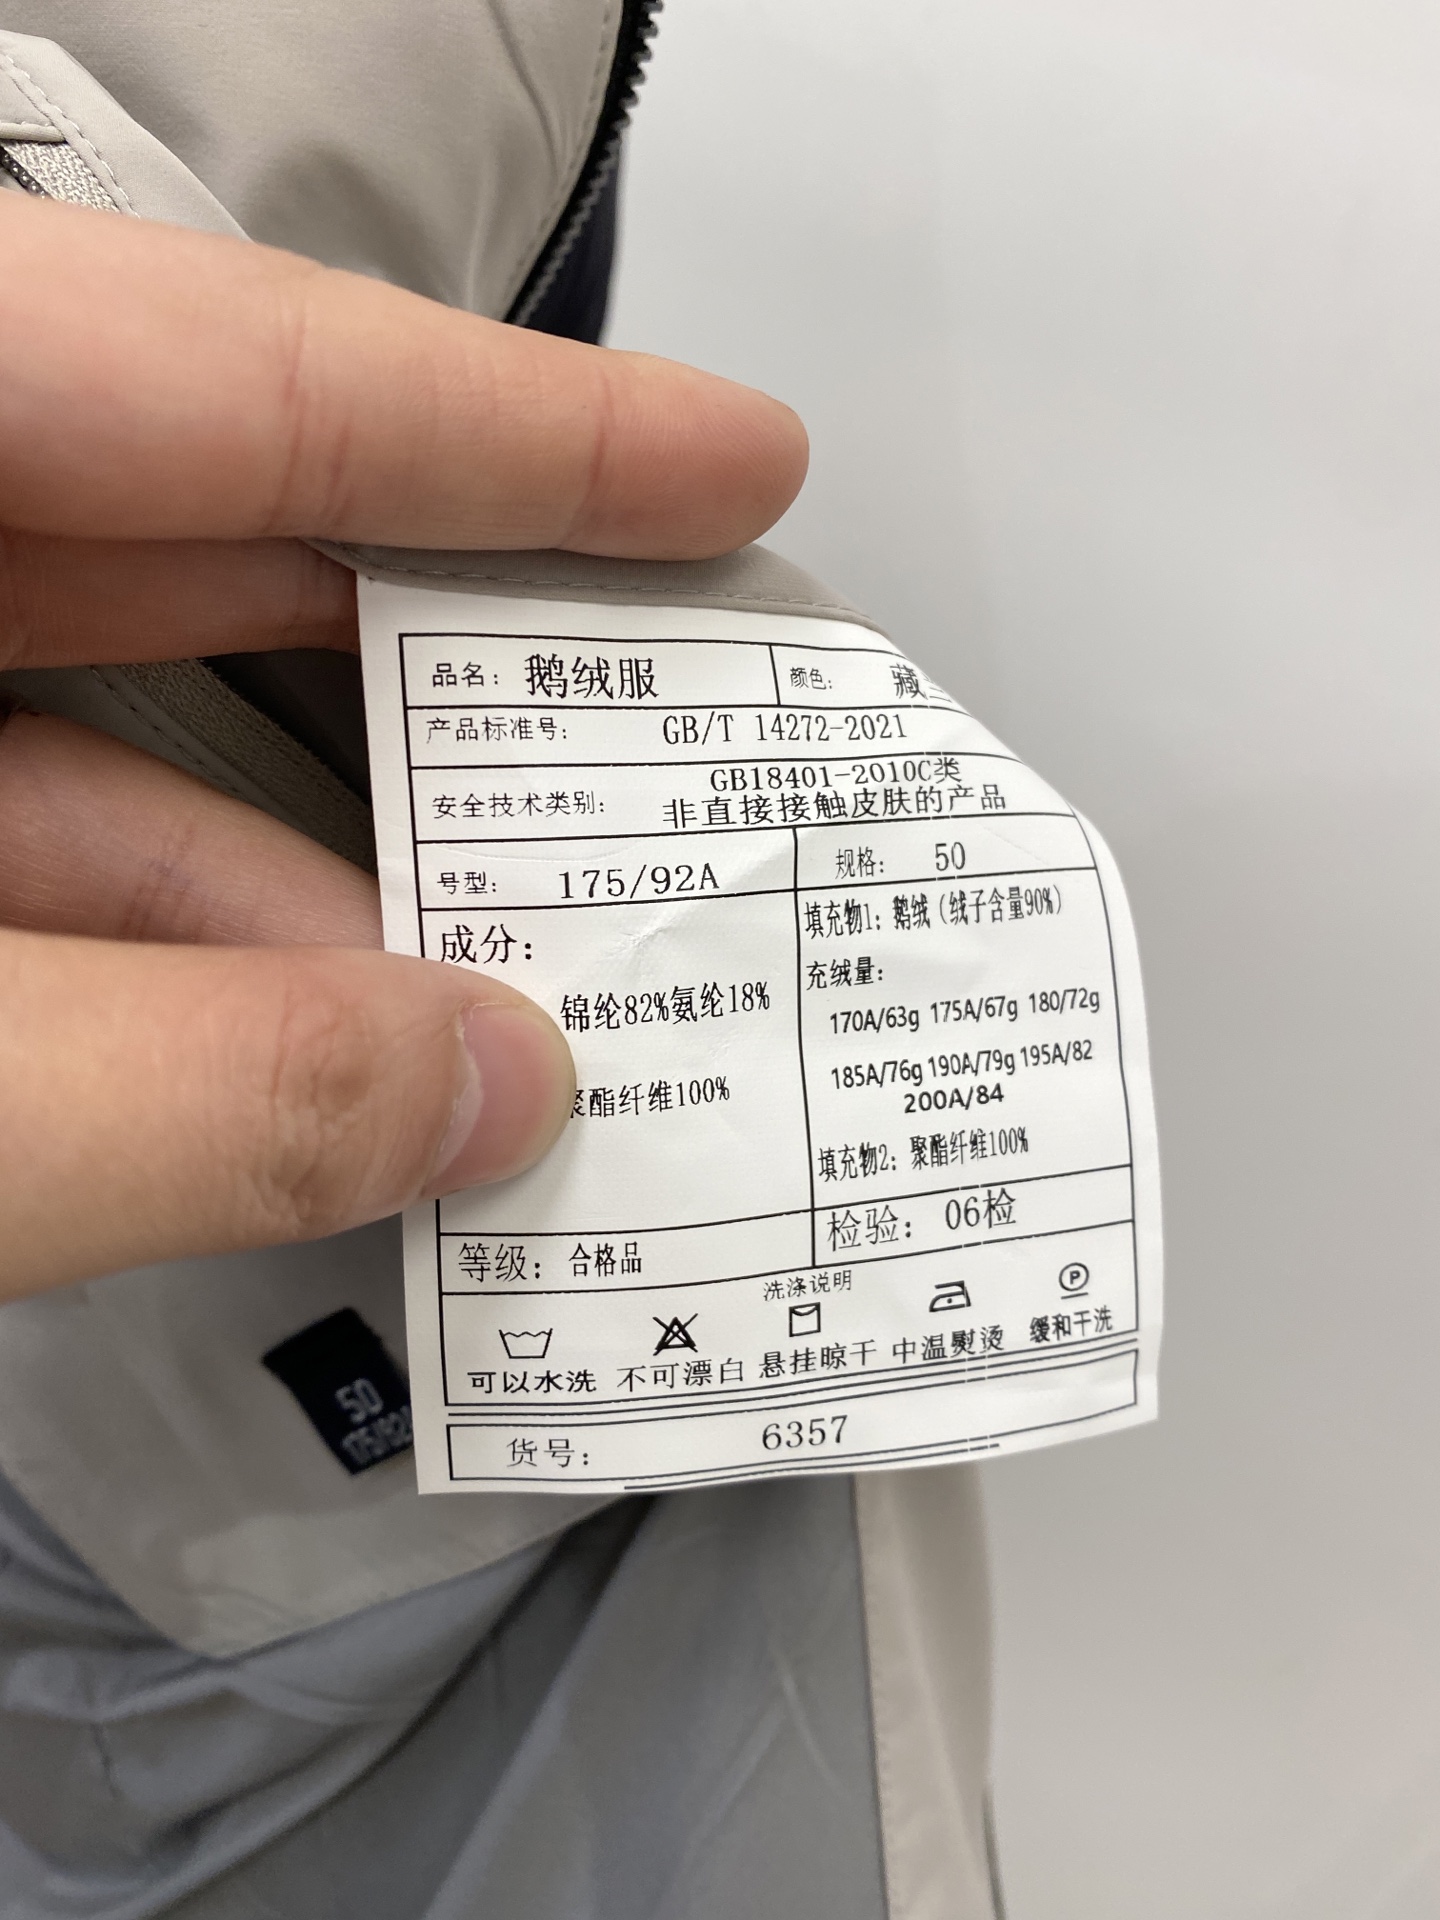 品名: 鹅绒服
颜色: 藏
产品标准号: GB/T 14272-2021
安全技术类别: GB18401-2010C类
非直接接触皮肤的产品
号型: 175/92A
规格: 50
成分:
锦纶82%氨纶18%
聚酯纤维100%
填充物1: 鹅绒(绒子含量90%)
充绒量:
170A/63g 175A/67g 180/72g
185A/76g 190A/79g 195A/82
200A/84
填充物2: 聚酯纤维100%
等级: 合格品
检验: 06检
洗涤说明
P
可以水洗 不可漂白 悬挂晾干 中温熨烫 缓和干洗
货号: 6357
50